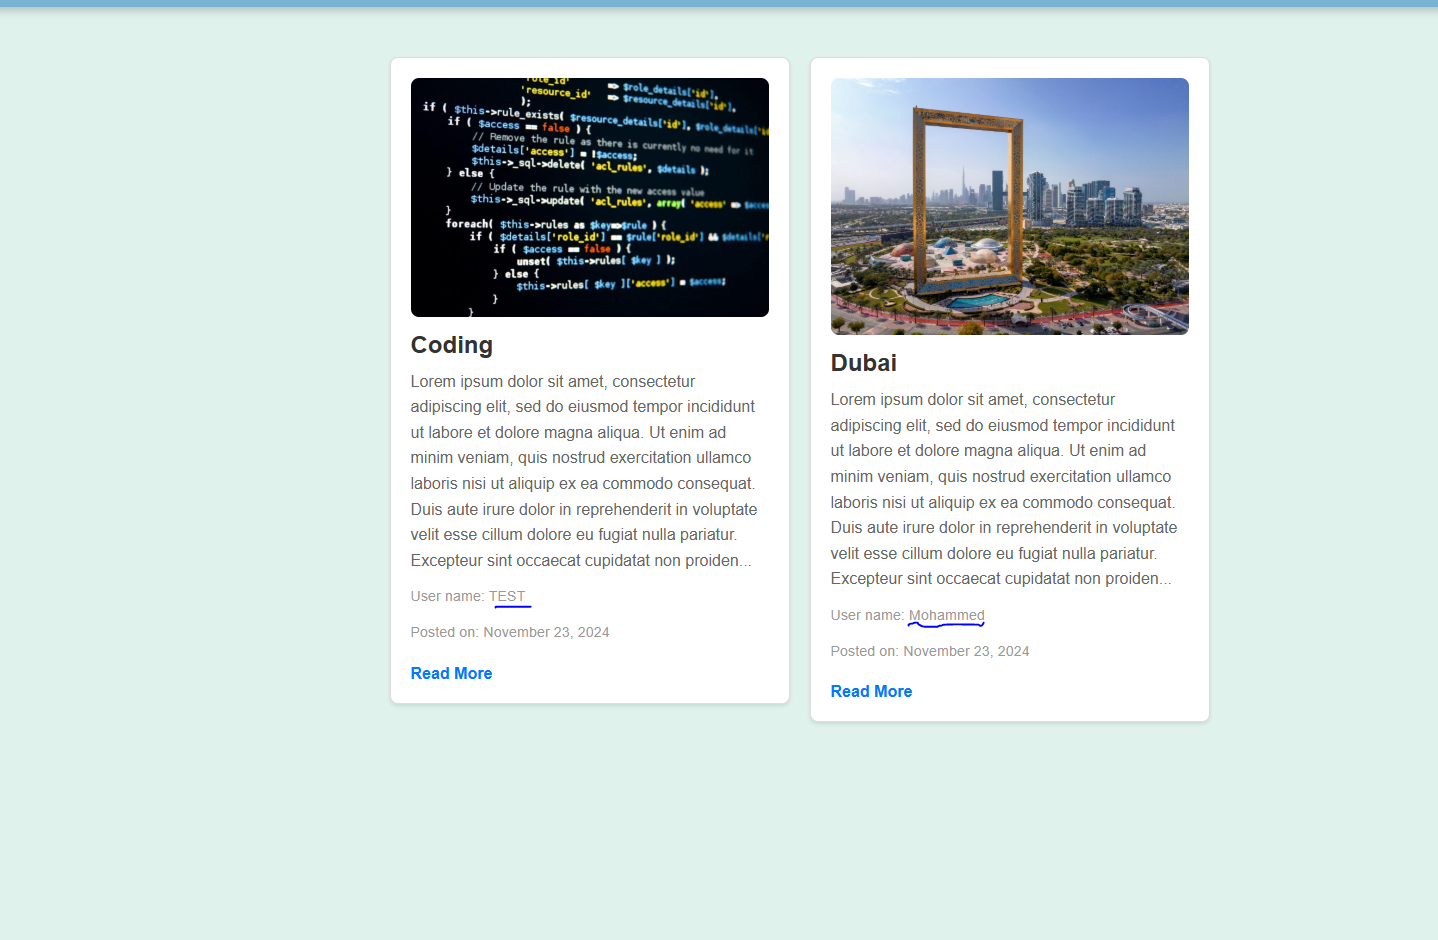 'role_id' => $role_details['id'],
'resource_id' => $resource_details['id'],
);
if ( $this->rule_exists( $resource_details['id'], $role_details['id
if ( $access == false ) {
// Remove the rule as there is currently no need for it
$details['access'] = !$access;
$this->_sql->delete( 'acl_rules', $details );
} else {
// Update the rule with the new access value
$this->_sql->update( 'acl_rules', array( 'access' => $access
}
foreach( $this->rules as $key=>$rule ) {
if ( $details['role_id'] == $rule['role_id'] && $details['r
if ( $access == false ) {
unset( $this->rules[ $key ] );
} else {
$this->rules[ $key ]['access'] = $access;
}
}
Coding
Lorem ipsum dolor sit amet, consectetur
adipiscing elit, sed do eiusmod tempor incididunt
ut labore et dolore magna aliqua. Ut enim ad
minim veniam, quis nostrud exercitation ullamco
laboris nisi ut aliquip ex ea commodo consequat.
Duis aute irure dolor in reprehenderit in voluptate
velit esse cillum dolore eu fugiat nulla pariatur.
Excepteur sint occaecat cupidatat non proiden...
User name: TEST
Posted on: November 23, 2024
Read More
Dubai
Lorem ipsum dolor sit amet, consectetur
adipiscing elit, sed do eiusmod tempor incididunt
ut labore et dolore magna aliqua. Ut enim ad
minim veniam, quis nostrud exercitation ullamco
laboris nisi ut aliquip ex ea commodo consequat.
Duis aute irure dolor in reprehenderit in voluptate
velit esse cillum dolore eu fugiat nulla pariatur.
Excepteur sint occaecat cupidatat non proiden...
User name: Mohammed
Posted on: November 23, 2024
Read More